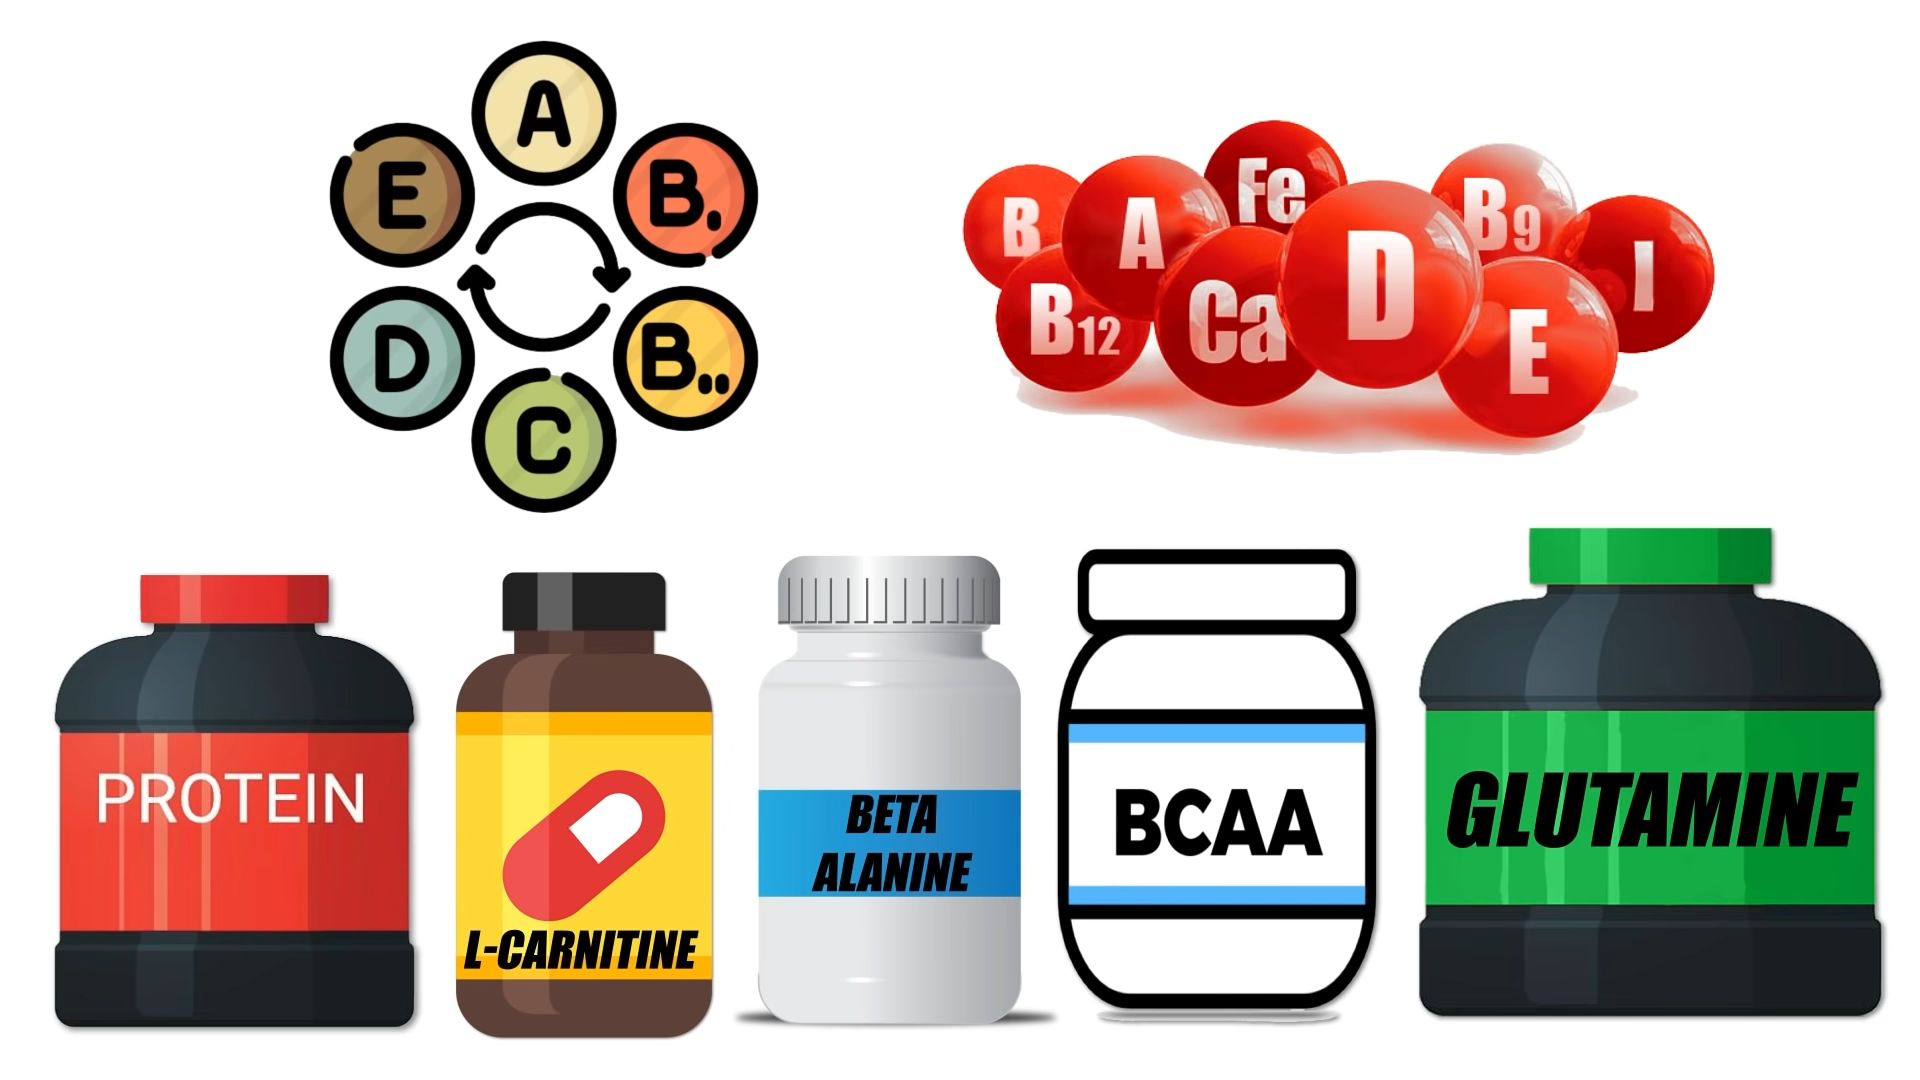 A
E
B.
D
B..
C
Fe
B
A
B9
D
I
B12
Ca
E
PROTEIN
L-CARNITINE
BETA
ALANINE
BCAA
GLUTAMINE